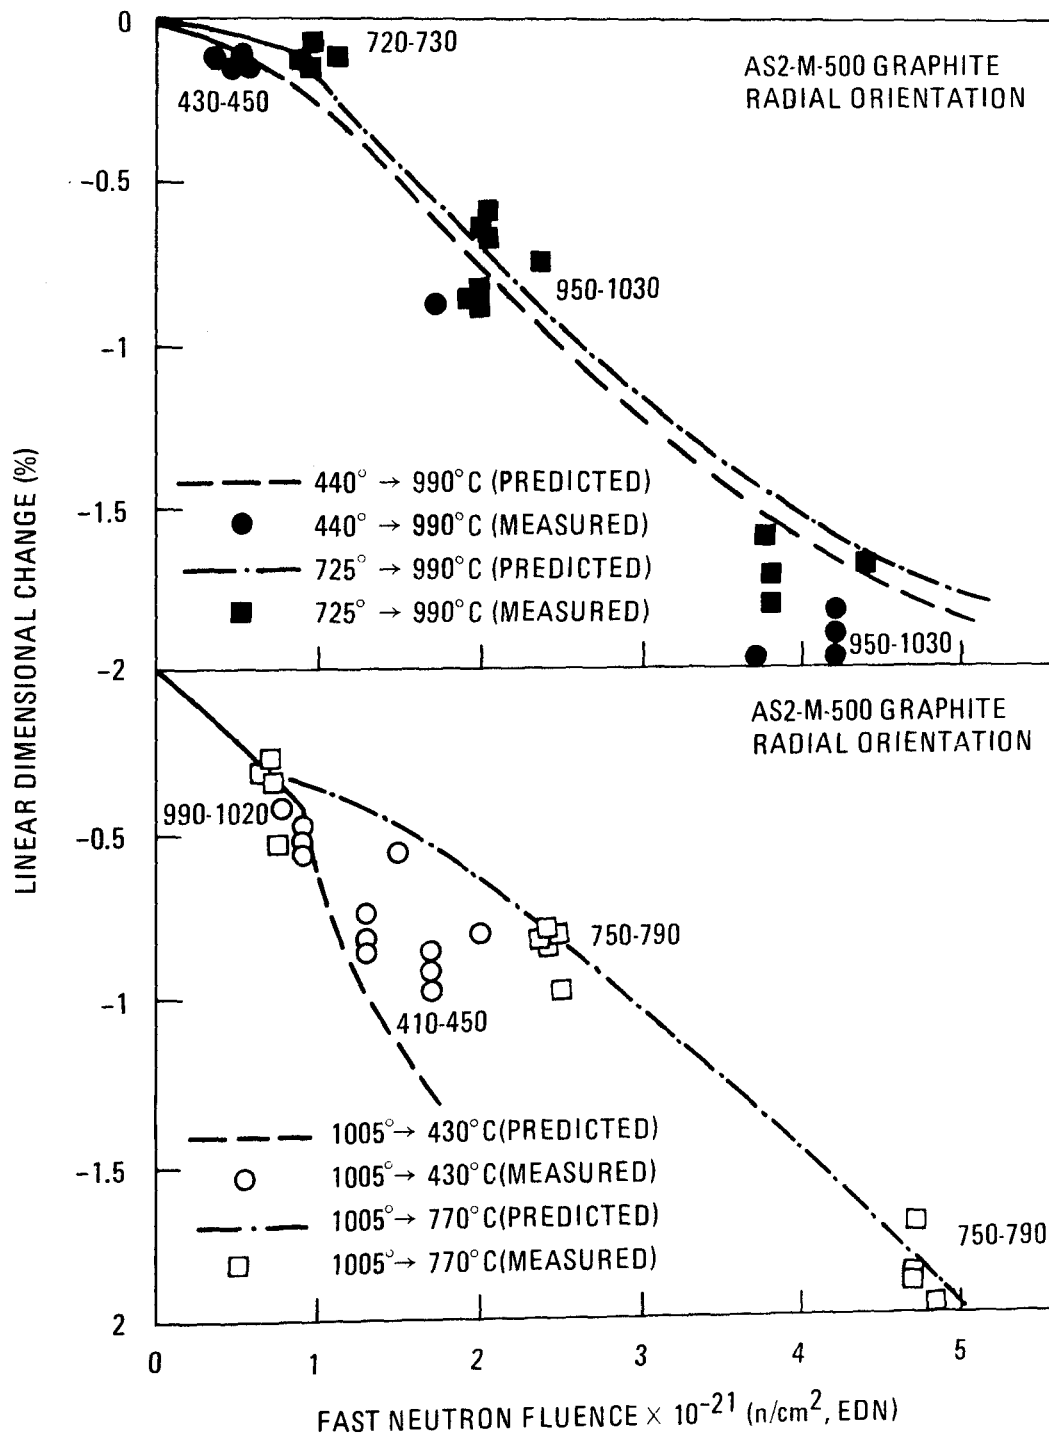 0
720-730
AS2-M-500 GRAPHITE
RADIAL ORIENTATION
430-450
-0.5
950-1030
-1
440° → 990°C (PREDICTED)
-1.5
440° → 990°C (MEASURED)
725° → 990°C (PREDICTED)
725° → 990°C (MEASURED)
950-1030
-2
LINEAR DIMENSIONAL CHANGE (%)
AS2-M-500 GRAPHITE
RADIAL ORIENTATION
990-1020
-0.5
750-790
-1
410-450
1005° → 430°C(PREDICTED)
-1.5
1005° → 430°C(MEASURED)
1005° → 770°C(PREDICTED)
750-790
1005° → 770°C(MEASURED)
2
0 1 2 3 4 5
FAST NEUTRON FLUENCE × 10⁻²¹ (n/cm², EDN)